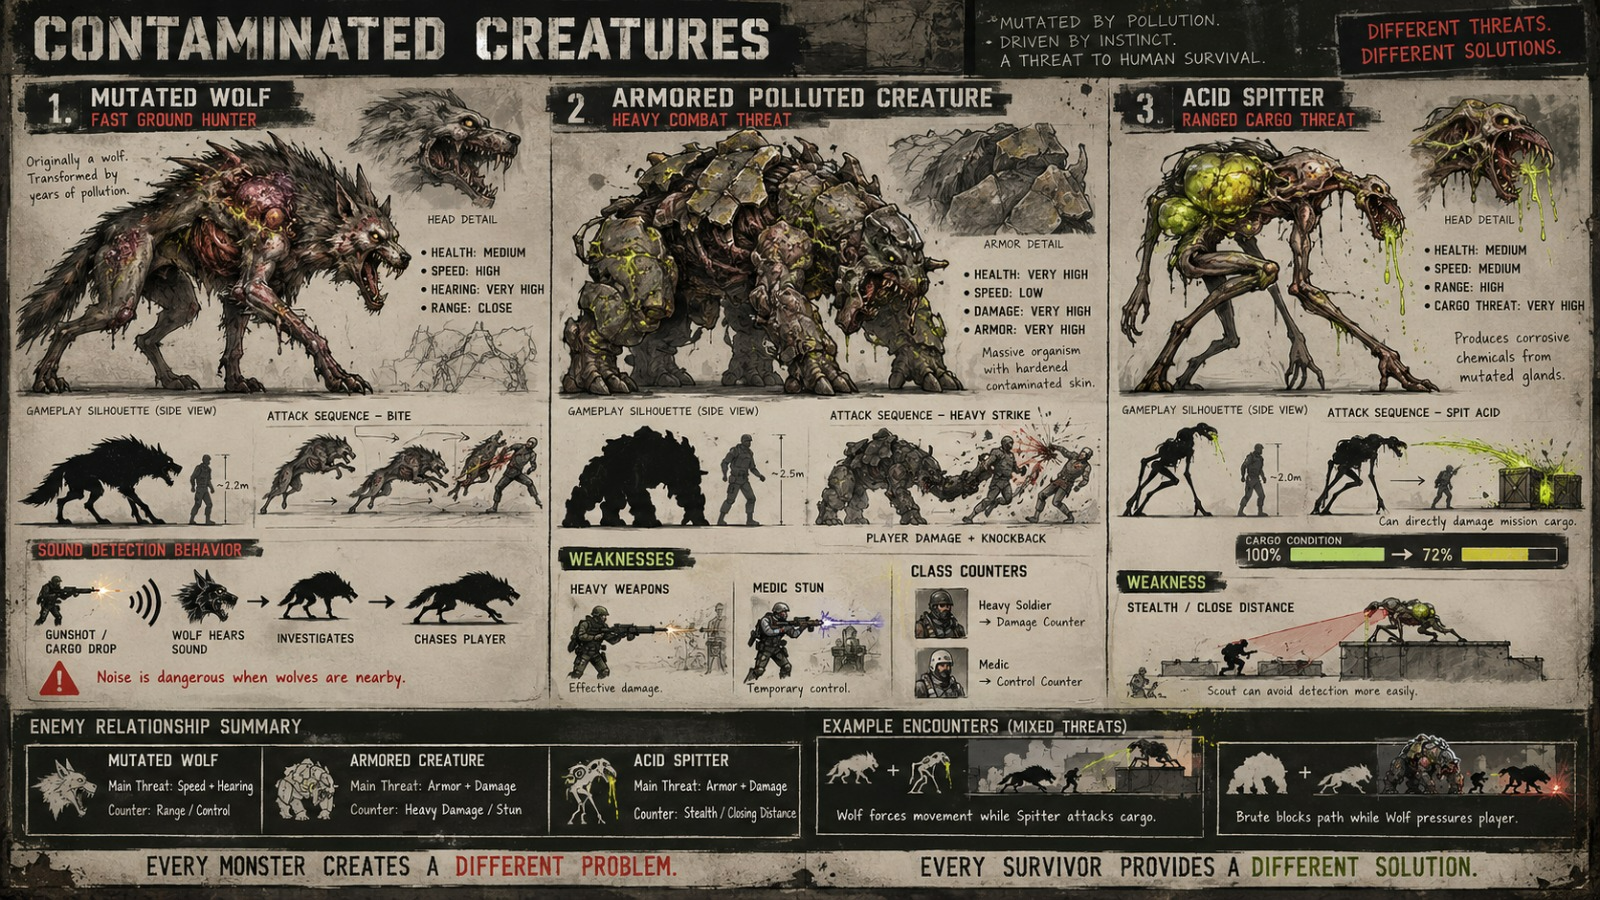 CONTAMINATED CREATURES
• MUTATED BY POLLUTION.
• DRIVEN BY INSTINCT.
A THREAT TO HUMAN SURVIVAL.
DIFFERENT THREATS.
DIFFERENT SOLUTIONS.
1. MUTATED WOLF
FAST GROUND HUNTER
Originally a wolf.
Transformed by
years of pollution.
HEAD DETAIL
• HEALTH: MEDIUM
• SPEED: HIGH
• HEARING: VERY HIGH
• RANGE: CLOSE
GAMEPLAY SILHOUETTE (SIDE VIEW)
~2.2m
ATTACK SEQUENCE – BITE
SOUND DETECTION BEHAVIOR
GUNSHOT /
CARGO DROP
WOLF HEARS
SOUND
INVESTIGATES
CHASES PLAYER
! Noise is dangerous when wolves are nearby.
2 ARMORED POLLUTED CREATURE
HEAVY COMBAT THREAT
ARMOR DETAIL
• HEALTH: VERY HIGH
• SPEED: LOW
• DAMAGE: VERY HIGH
• ARMOR: VERY HIGH
Massive organism
with hardened
contaminated skin.
GAMEPLAY SILHOUETTE (SIDE VIEW)
~2.5m
ATTACK SEQUENCE – HEAVY STRIKE
PLAYER DAMAGE + KNOCKBACK
WEAKNESSES
HEAVY WEAPONS
Effective damage.
MEDIC STUN
Temporary control.
CLASS COUNTERS
Heavy Soldier
→ Damage Counter
Medic
→ Control Counter
3 ACID SPITTER
RANGED CARGO THREAT
HEAD DETAIL
• HEALTH: MEDIUM
• SPEED: MEDIUM
• RANGE: HIGH
• CARGO THREAT: VERY HIGH
Produces corrosive
chemicals from
mutated glands.
GAMEPLAY SILHOUETTE (SIDE VIEW)
~2.0m
ATTACK SEQUENCE – SPIT ACID
Can directly damage mission cargo.
CARGO CONDITION
100% → 72%
WEAKNESS
STEALTH / CLOSE DISTANCE
Scout can avoid detection more easily.
ENEMY RELATIONSHIP SUMMARY
MUTATED WOLF
Main Threat: Speed + Hearing
Counter: Range / Control
ARMORED CREATURE
Main Threat: Armor + Damage
Counter: Heavy Damage / Stun
ACID SPITTER
Main Threat: Armor + Damage
Counter: Stealth / Closing Distance
EXAMPLE ENCOUNTERS (MIXED THREATS)
+
Wolf forces movement while Spitter attacks cargo.
+
Brute blocks path while Wolf pressures player.
EVERY MONSTER CREATES A DIFFERENT PROBLEM.
EVERY SURVIVOR PROVIDES A DIFFERENT SOLUTION.